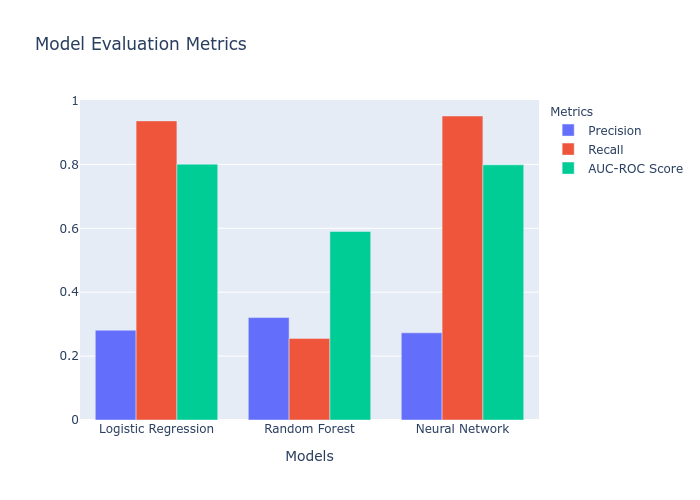 Model Evaluation Metrics
Metrics
Precision
Recall
AUC-ROC Score
1
0.8
0.6
0.4
0.2
0
Logistic Regression
Random Forest
Neural Network
Models